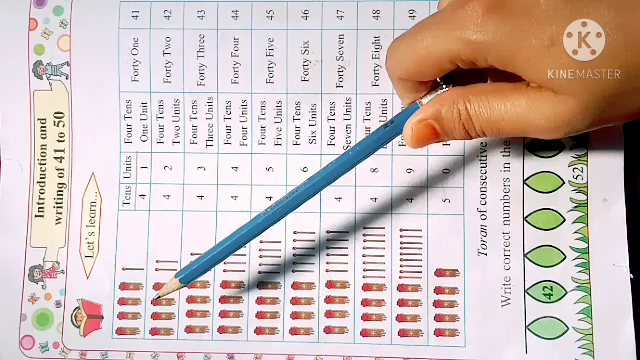 Introduction and
writing of 41 to 50
Let's learn...
Tens Units
4 1 Four Tens One Unit Forty One 41
4 2 Four Tens Two Units Forty Two 42
4 3 Four Tens Three Units Forty Three 43
4 4 Four Tens Four Units Forty Four 44
4 5 Four Tens Five Units Forty Five 45
4 6 Four Tens Six Units Forty Six 46
4 7 Four Tens Seven Units Forty Seven 47
4 8 Tens Units Forty Eight 48
4 9 49
5 0
Toran of consecutive
Write correct numbers in the
42
52
KINEMASTER